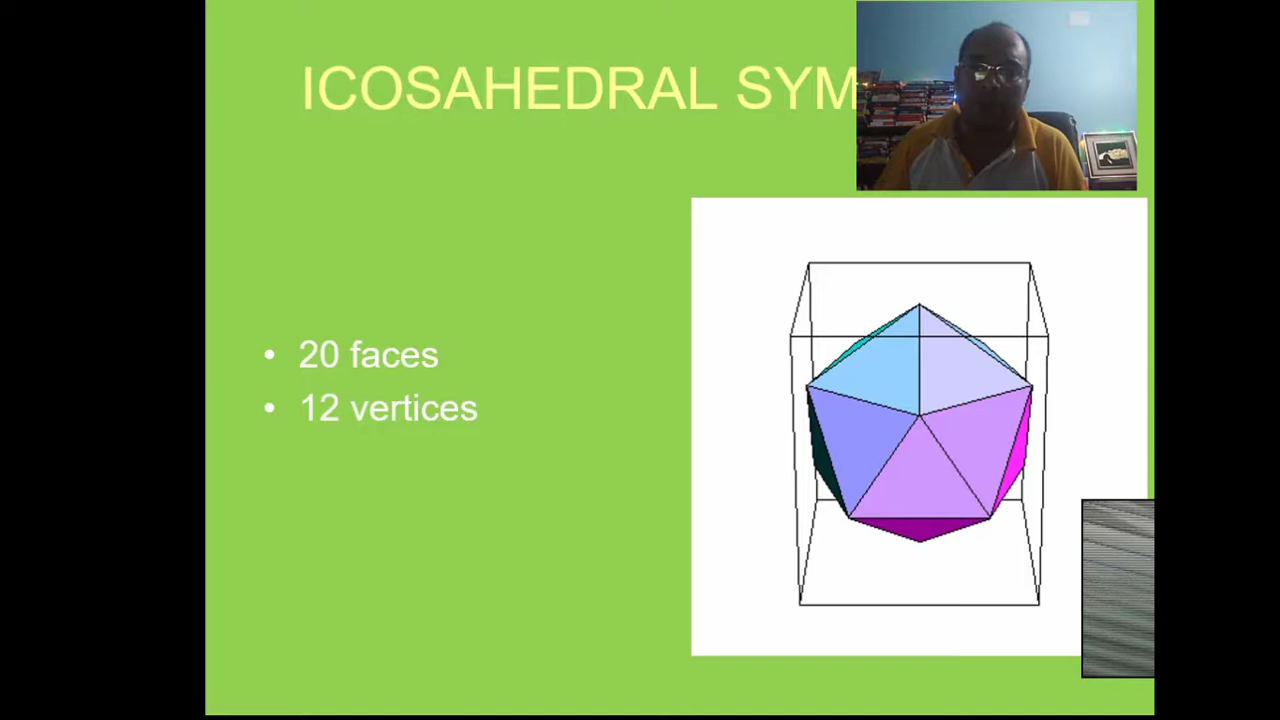 ICOSAHEDRAL SYM
• 20 faces
• 12 vertices